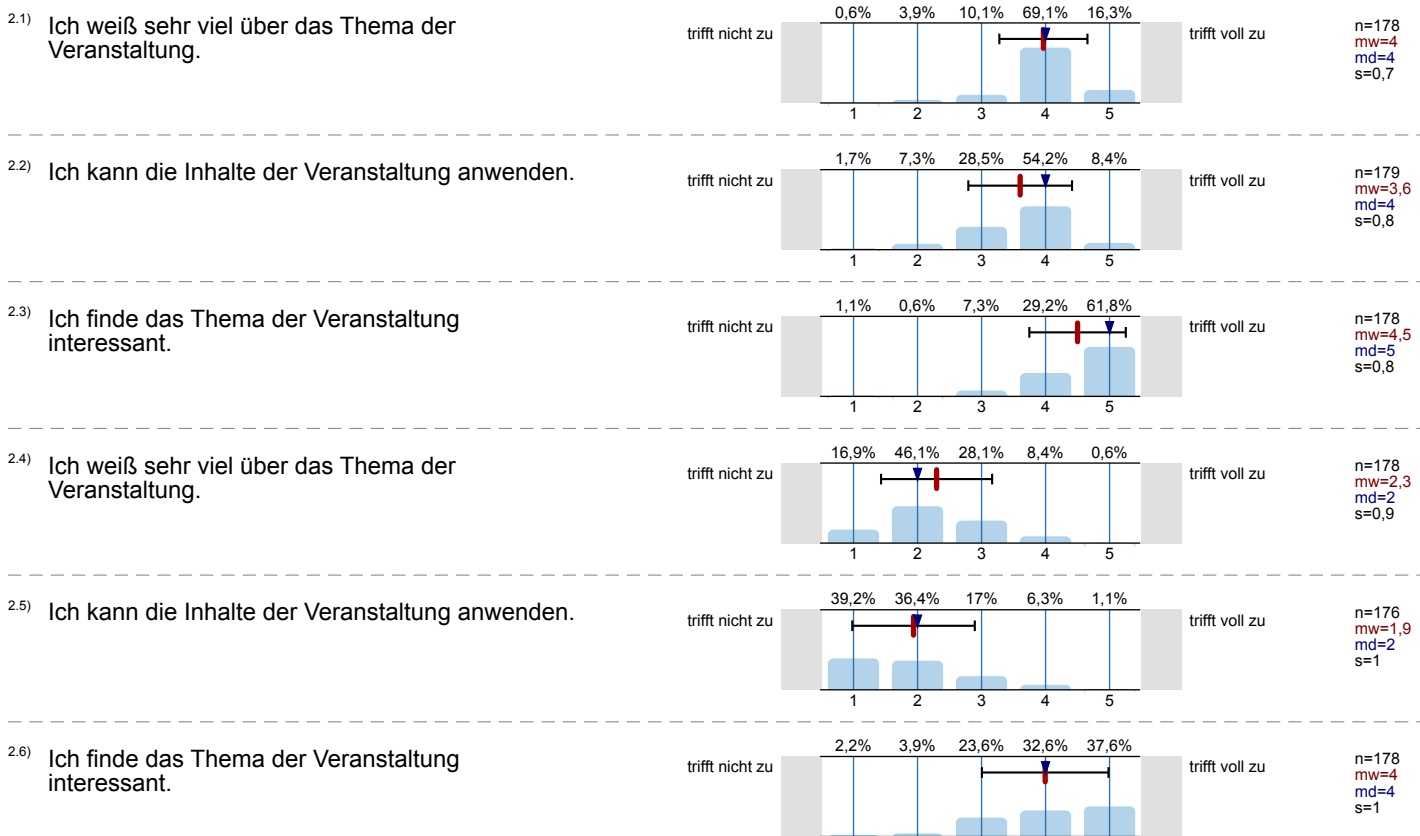 2.1) Ich weiß sehr viel über das Thema der
Veranstaltung.
trifft nicht zu
0,6% 3,9% 10,1% 69,1% 16,3%
1 2 3 4 5
trifft voll zu
n=178
mw=4
md=4
s=0,7
2.2) Ich kann die Inhalte der Veranstaltung anwenden.
trifft nicht zu
1,7% 7,3% 28,5% 54,2% 8,4%
1 2 3 4 5
trifft voll zu
n=179
mw=3,6
md=4
s=0,8
2.3) Ich finde das Thema der Veranstaltung
interessant.
trifft nicht zu
1,1% 0,6% 7,3% 29,2% 61,8%
1 2 3 4 5
trifft voll zu
n=178
mw=4,5
md=5
s=0,8
2.4) Ich weiß sehr viel über das Thema der
Veranstaltung.
trifft nicht zu
16,9% 46,1% 28,1% 8,4% 0,6%
1 2 3 4 5
trifft voll zu
n=178
mw=2,3
md=2
s=0,9
2.5) Ich kann die Inhalte der Veranstaltung anwenden.
trifft nicht zu
39,2% 36,4% 17% 6,3% 1,1%
1 2 3 4 5
trifft voll zu
n=176
mw=1,9
md=2
s=1
2.6) Ich finde das Thema der Veranstaltung
interessant.
trifft nicht zu
2,2% 3,9% 23,6% 32,6% 37,6%
trifft voll zu
n=178
mw=4
md=4
s=1